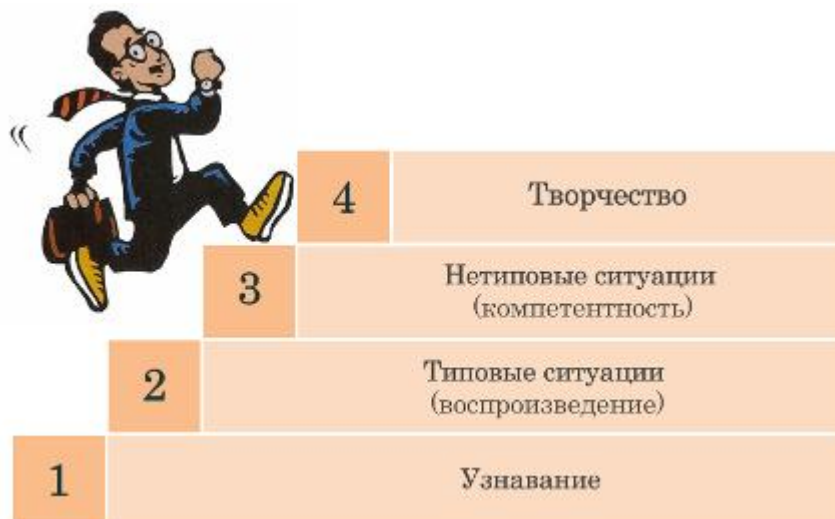 4 Творчество
3 Нетиповые ситуации
(компетентность)
2 Типовые ситуации
(воспроизведение)
1 Узнавание